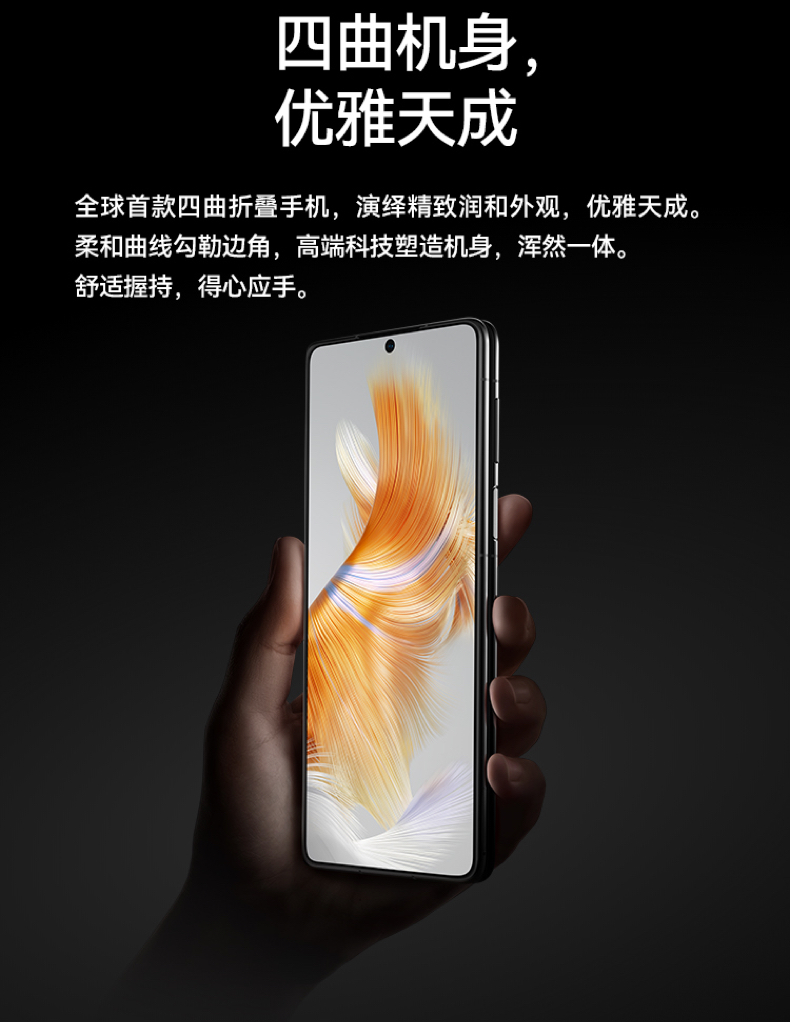 四曲机身，
优雅天成
全球首款四曲折叠手机，演绎精致润和外观，优雅天成。
柔和曲线勾勒边角，高端科技塑造机身，浑然一体。
舒适握持，得心应手。